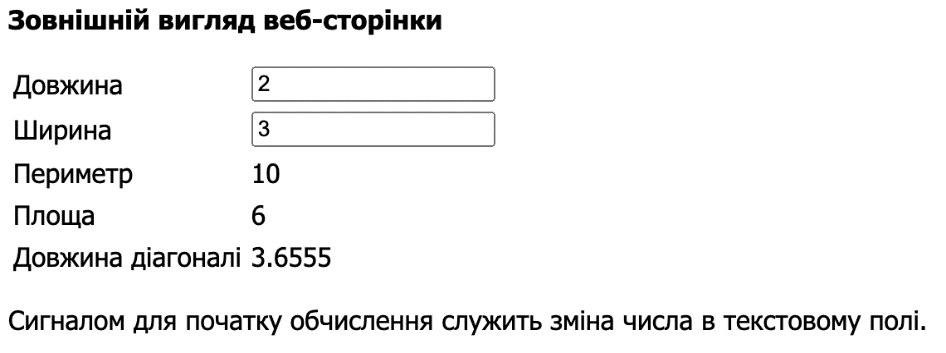 Зовнішній вигляд веб-сторінки
Довжина 2
Ширина 3
Периметр 10
Площа 6
Довжина діагоналі 3.6555
Сигналом для початку обчислення служить зміна числа в текстовому полі.